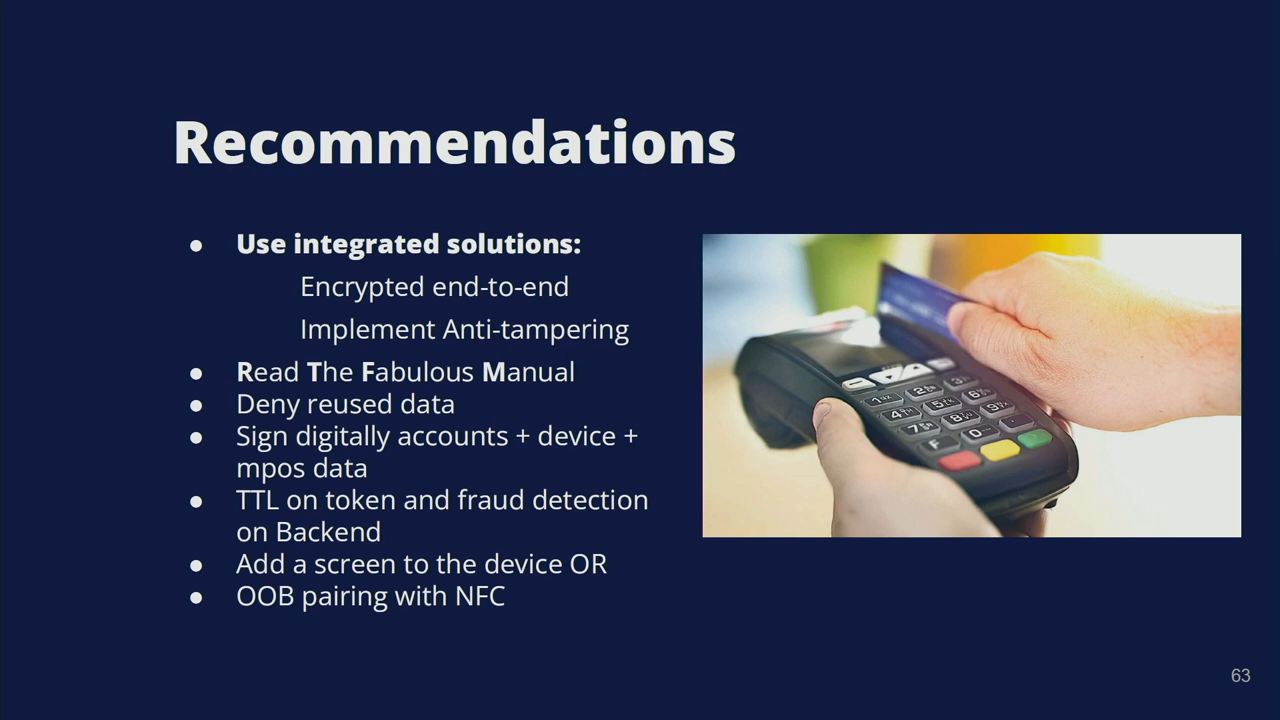 Recommendations
● Use integrated solutions:
Encrypted end-to-end
Implement Anti-tampering
● Read The Fabulous Manual
● Deny reused data
● Sign digitally accounts + device +
mpos data
● TTL on token and fraud detection
on Backend
● Add a screen to the device OR
● OOB pairing with NFC
63